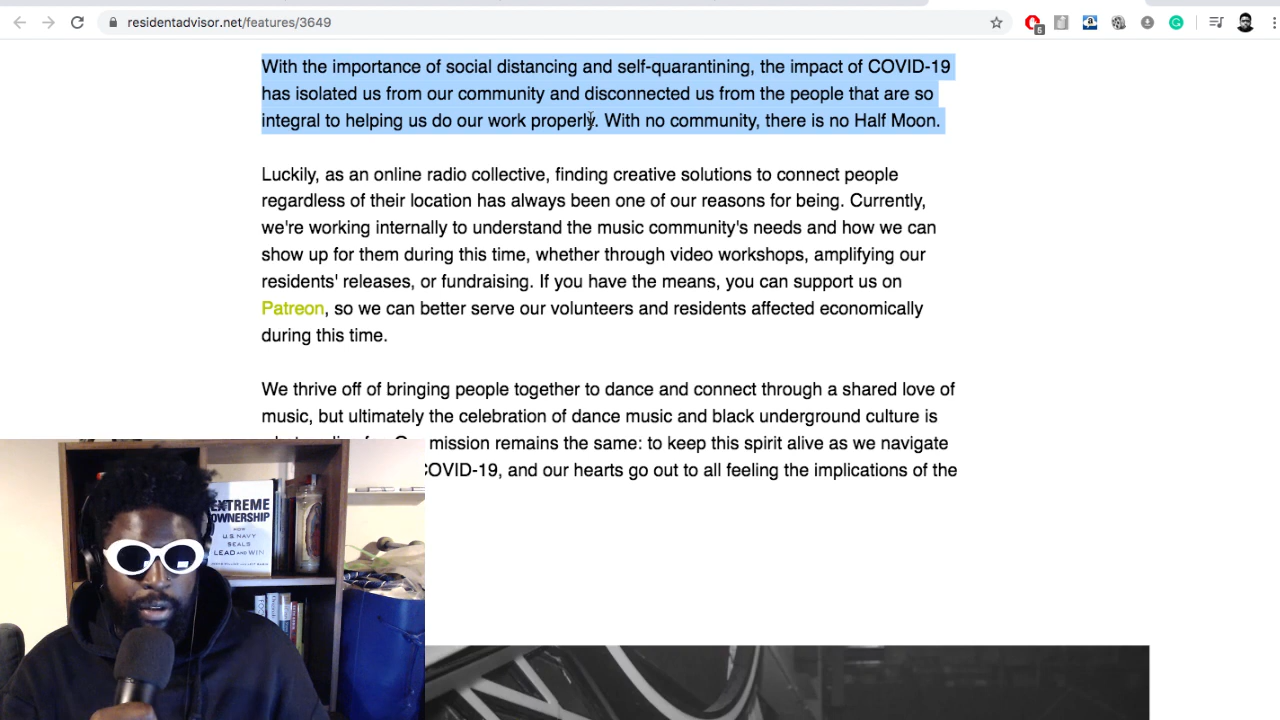 residentadvisor.net/features/3649
5
With the importance of social distancing and self-quarantining, the impact of COVID-19
has isolated us from our community and disconnected us from the people that are so
integral to helping us do our work properly. With no community, there is no Half Moon.
Luckily, as an online radio collective, finding creative solutions to connect people
regardless of their location has always been one of our reasons for being. Currently,
we're working internally to understand the music community's needs and how we can
show up for them during this time, whether through video workshops, amplifying our
residents' releases, or fundraising. If you have the means, you can support us on
Patreon, so we can better serve our volunteers and residents affected economically
during this time.
We thrive off of bringing people together to dance and connect through a shared love of
music, but ultimately the celebration of dance music and black underground culture is
mission remains the same: to keep this spirit alive as we navigate
COVID-19, and our hearts go out to all feeling the implications of the
EXTREME
OWNERSHIP
HOW
U.S. NAVY
SEALS
LEAD AND WIN